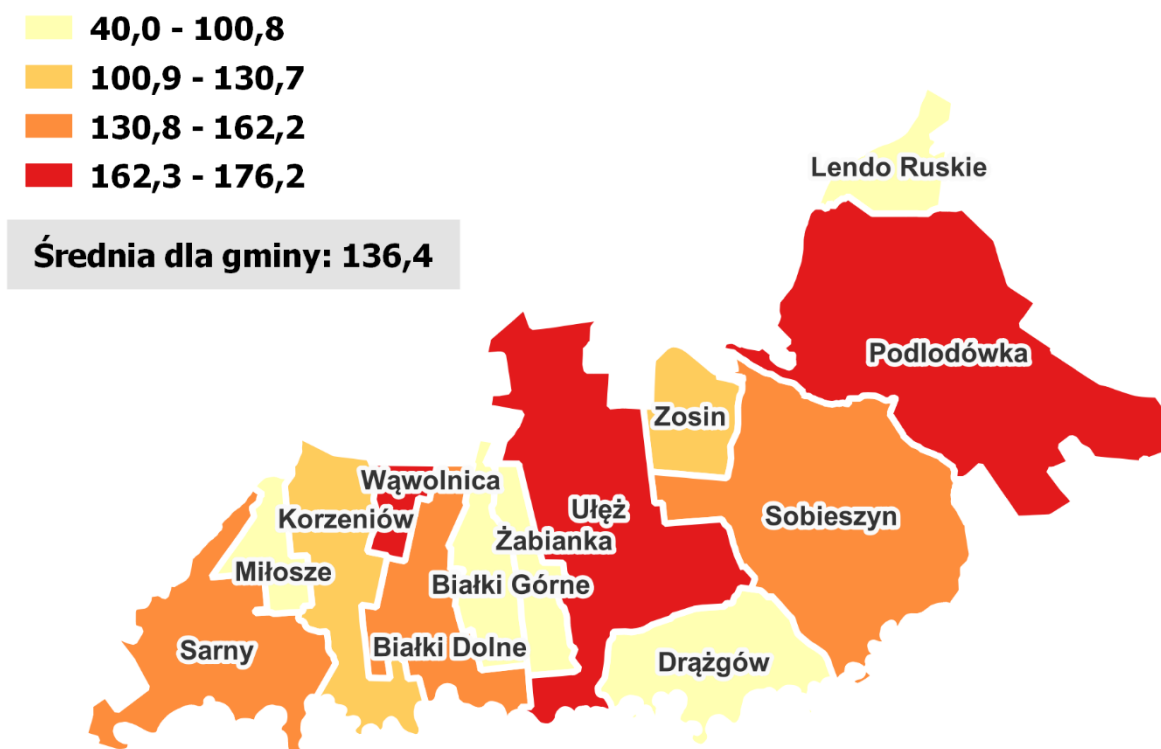 40,0 - 100,8
100,9 - 130,7
130,8 - 162,2
162,3 - 176,2
Średnia dla gminy: 136,4
Lendo Ruskie
Podlodówka
Zosin
Wąwolnica
Ułęż
Korzeniów
Sobieszyn
Żabianka
Miłosze
Białki Górne
Sarny
Białki Dolne
Drążgów